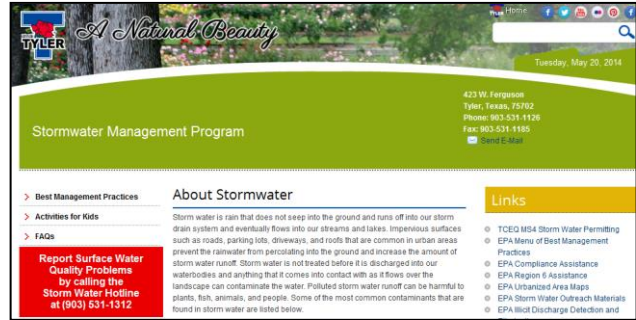 TYLER
A Natural Beauty
Home
Tuesday, May 20, 2014
423 W. Ferguson
Tyler, Texas, 75702
Phone: 903-531-1126
Fax: 903-531-1185
Send E-Mail
Stormwater Management Program
Best Management Practices
Activities for Kids
FAQs
Report Surface Water
Quality Problems
by calling the
Storm Water Hotline
at (903) 531-1312
About Stormwater
Storm water is rain that does not seep into the ground and runs off into our storm
drain system and eventually flows into our streams and lakes. Impervious surfaces
such as roads, parking lots, driveways, and roofs that are common in urban areas
prevent the rainwater from percolating into the ground and increase the amount of
storm water runoff. Storm water is not treated before it is discharged into our
waterbodies and anything that it comes into contact with as it flows over the
landscape can contaminate the water. Polluted storm water runoff can be harmful to
plants, fish, animals, and people. Some of the most common contaminants that are
found in storm water are listed below.
Links
TCEQ MS4 Storm Water Permitting
EPA Menu of Best Management
Practices
EPA Compliance Assistance
EPA Region 6 Assistance
EPA Urbanized Area Maps
EPA Storm Water Outreach Materials
EPA Illicit Discharge Detection and